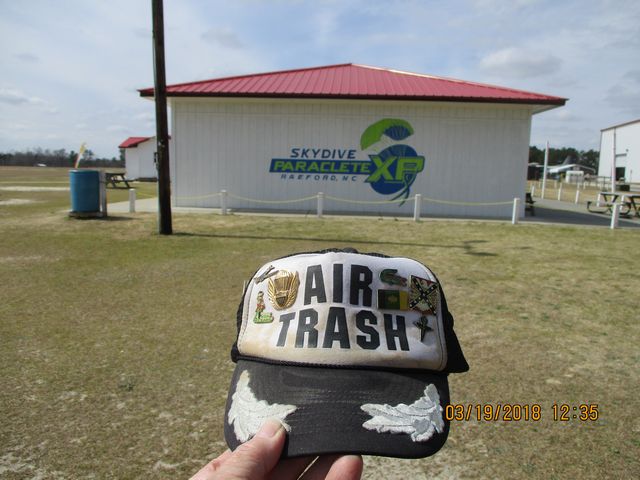 SKYDIVE
PARACLETE XP
RAEFORD, NC
AIR
TRASH
03/19/2018 12:35